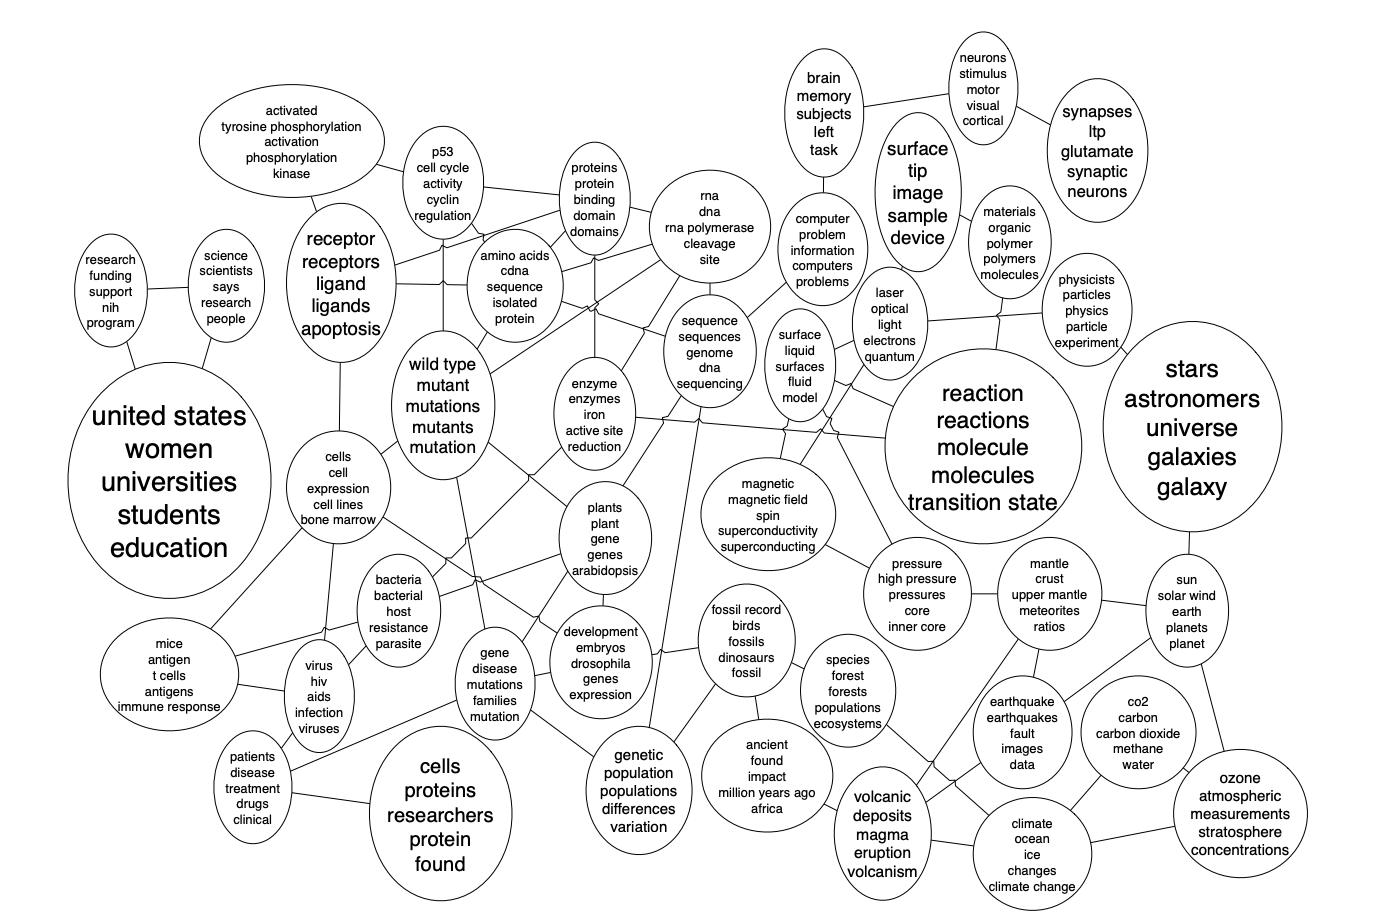 neurons
stimulus
motor
visual
cortical
brain
memory
subjects
left
task
synapses
ltp
glutamate
synaptic
neurons
activated
tyrosine phosphorylation
activation
phosphorylation
kinase
surface
tip
image
sample
device
p53
cell cycle
activity
cyclin
regulation
proteins
protein
binding
domain
domains
rna
dna
rna polymerase
cleavage
site
computer
problem
information
computers
problems
materials
organic
polymer
polymers
molecules
receptor
receptors
ligand
ligands
apoptosis
research
funding
support
nih
program
science
scientists
says
research
people
amino acids
cdna
sequence
isolated
protein
laser
optical
light
electrons
quantum
physicists
particles
physics
particle
experiment
sequence
sequences
genome
dna
sequencing
surface
liquid
surfaces
fluid
model
wild type
mutant
mutations
mutants
mutation
enzyme
enzymes
iron
active site
reduction
reaction
reactions
molecule
molecules
transition state
stars
astronomers
universe
galaxies
galaxy
united states
women
universities
students
education
cells
cell
expression
cell lines
bone marrow
magnetic
magnetic field
spin
superconductivity
superconducting
plants
plant
gene
genes
arabidopsis
pressure
high pressure
pressures
core
inner core
mantle
crust
upper mantle
meteorites
ratios
sun
solar wind
earth
planets
planet
bacteria
bacterial
host
resistance
parasite
fossil record
birds
fossils
dinosaurs
fossil
development
embryos
drosophila
genes
expression
mice
antigen
t cells
antigens
immune response
virus
hiv
aids
infection
viruses
gene
disease
mutations
families
mutation
species
forest
forests
populations
ecosystems
earthquake
earthquakes
fault
images
data
co2
carbon
carbon dioxide
methane
water
patients
disease
treatment
drugs
clinical
cells
proteins
researchers
protein
found
genetic
population
populations
differences
variation
ancient
found
impact
million years ago
africa
volcanic
deposits
magma
eruption
volcanism
climate
ocean
ice
changes
climate change
ozone
atmospheric
measurements
stratosphere
concentrations